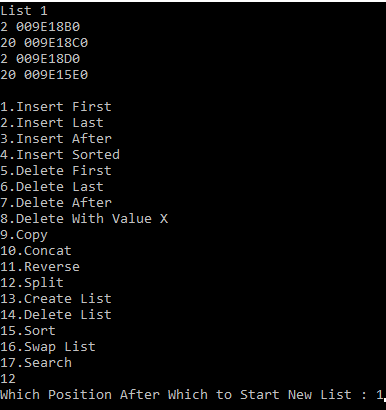 List 1
2 009E18B0
20 009E18C0
2 009E18D0
20 009E15E0
1.Insert First
2.Insert Last
3.Insert After
4.Insert Sorted
5.Delete First
6.Delete Last
7.Delete After
8.Delete With Value X
9.Copy
10.Concat
11.Reverse
12.Split
13.Create List
14.Delete List
15.Sort
16.Swap List
17.Search
12
Which Position After Which to Start New List : 1